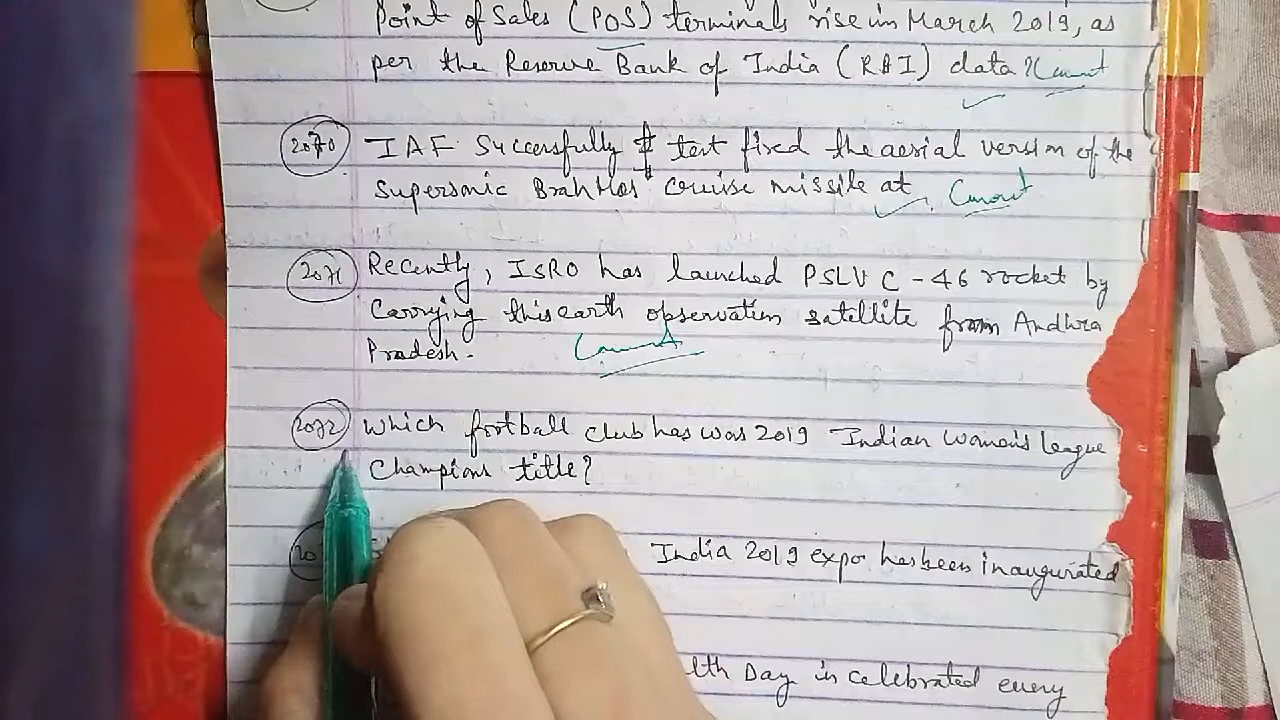 Point of Sales (POS) terminals rise in March 2019, as
per the Reserve Bank of India (RBI) data? Current
2070 IAF Successfully test fired the aerial version of the
Supersonic BrahMos cruise missile at Current
2071 Recently, ISRO has launched PSLV C-46 rocket by
Carrying this earth observation satellite from Andhra
Pradesh. Current
2072 Which football club has won 2019 Indian Women's league
Champions title?
India 2019 expo has been inaugurated
lth Day is celebrated every